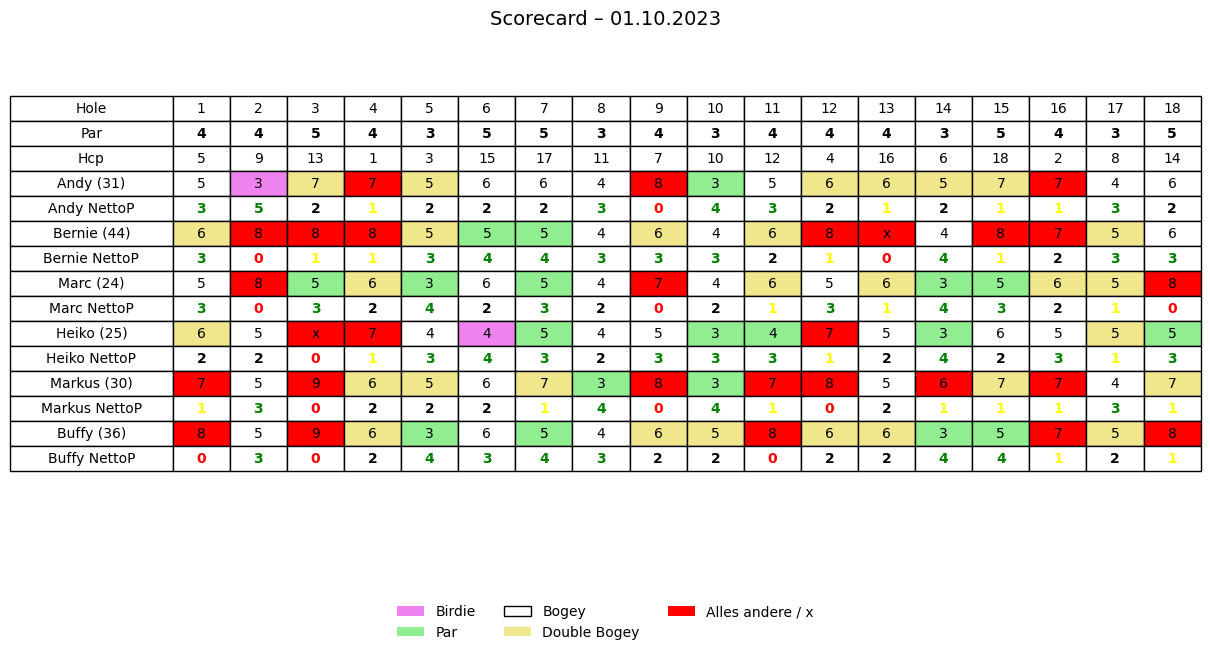 Scorecard – 01.10.2023
Hole 1 2 3 4 5 6 7 8 9 10 11 12 13 14 15 16 17 18
Par 4 4 5 4 3 5 5 3 4 3 4 4 4 3 5 4 3 5
Hcp 5 9 13 1 3 15 17 11 7 10 12 4 16 6 18 2 8 14
Andy (31) 5 3 7 7 5 6 6 4 8 3 5 6 6 5 7 7 4 6
Andy NettoP 3 5 2 1 2 2 2 3 0 4 3 2 1 2 1 1 3 2
Bernie (44) 6 8 8 8 5 5 5 4 6 4 6 8 x 4 8 7 5 6
Bernie NettoP 3 0 1 1 3 4 4 3 3 3 2 1 0 4 1 2 3 3
Marc (24) 5 8 5 6 3 6 5 4 7 4 6 5 6 3 5 6 5 8
Marc NettoP 3 0 3 2 4 2 3 2 0 2 1 3 1 4 3 2 1 0
Heiko (25) 6 5 x 7 4 4 5 4 5 3 4 7 5 3 6 5 5 5
Heiko NettoP 2 2 0 1 3 4 3 2 3 3 3 1 2 4 2 3 1 3
Markus (30) 7 5 9 6 5 6 7 3 8 3 7 8 5 6 7 7 4 7
Markus NettoP 1 3 0 2 2 2 1 4 0 4 1 0 2 1 1 1 3 1
Buffy (36) 8 5 9 6 3 6 5 4 6 5 8 6 6 3 5 7 5 8
Buffy NettoP 0 3 0 2 4 3 4 3 2 2 0 2 2 4 4 1 2 1
Birdie Bogey Alles andere / x
Par Double Bogey